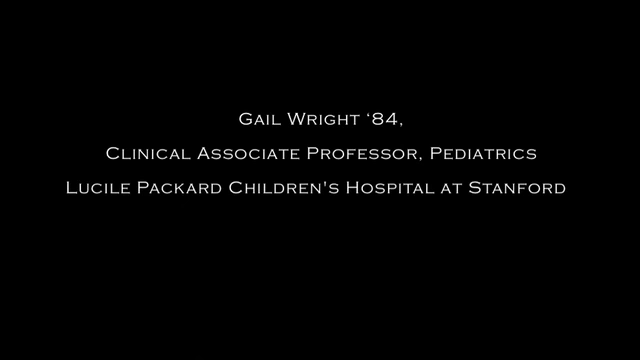 Gail Wright ‘84,
Clinical Associate Professor, Pediatrics
Lucile Packard Children's Hospital at Stanford